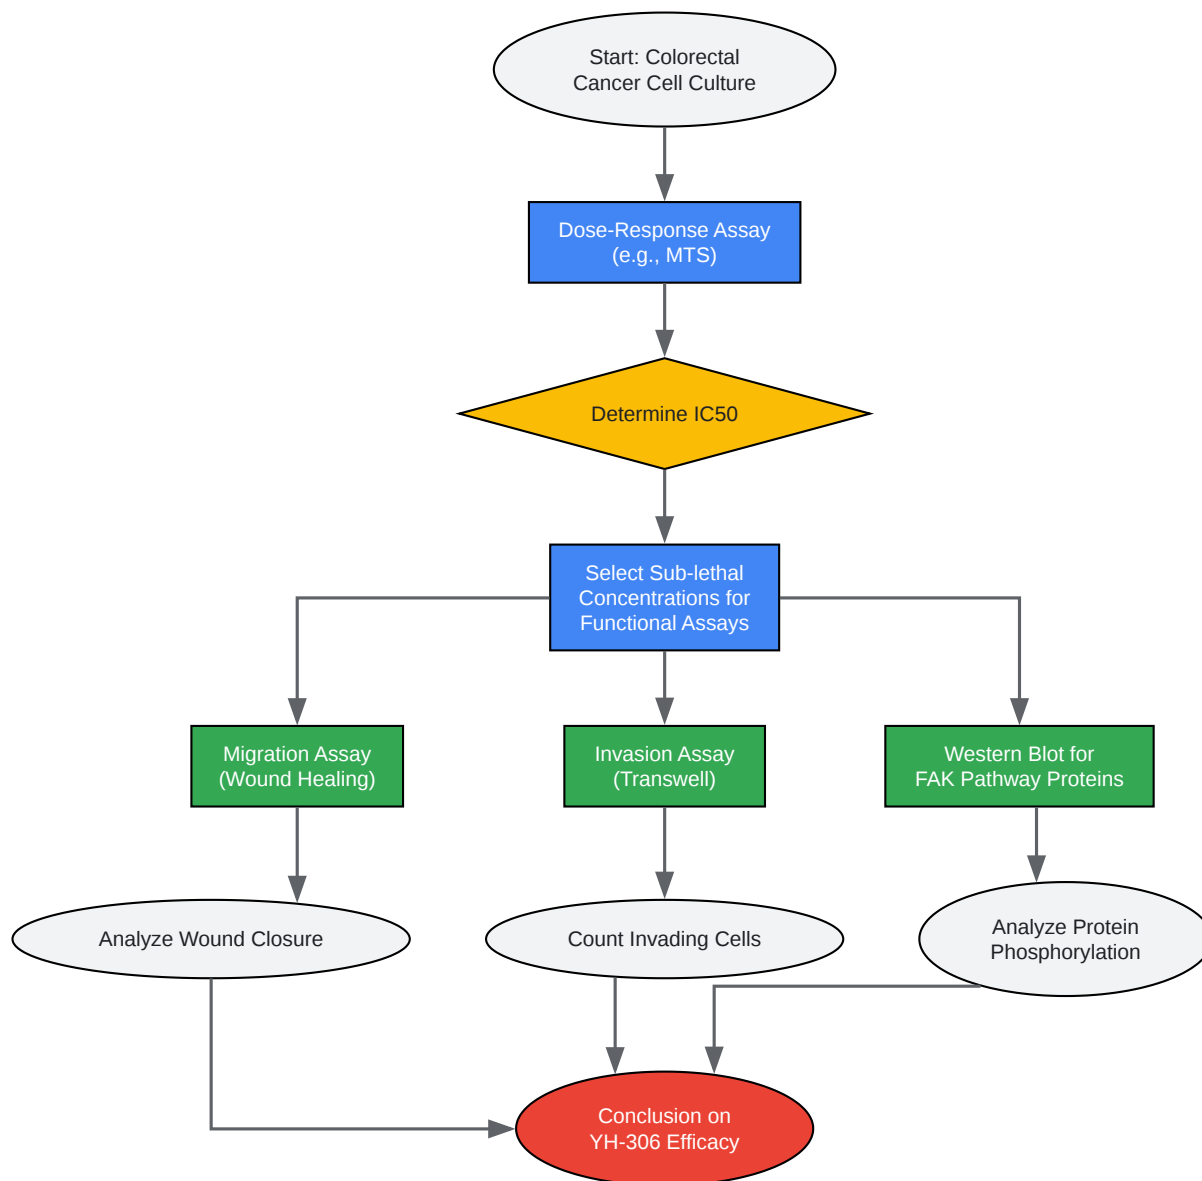 Start: Colorectal
Cancer Cell Culture
Dose-Response Assay
(e.g., MTS)
Determine IC50
Select Sub-lethal
Concentrations for
Functional Assays
Migration Assay
(Wound Healing)
Invasion Assay
(Transwell)
Western Blot for
FAK Pathway Proteins
Analyze Wound Closure
Count Invading Cells
Analyze Protein
Phosphorylation
Conclusion on
YH-306 Efficacy